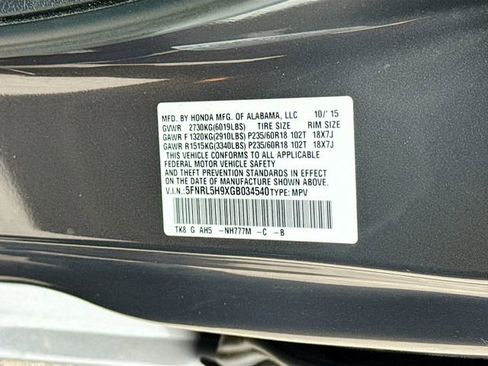 MFD. BY HONDA MFG. OF ALABAMA, LLC 10/'15
GVWR 2730KG(6019LBS) TIRE SIZE RIM SIZE
GAWR F 1320KG(2910LBS) P235/60R18 102T 18X7J
GAWR R 1515KG(3340LBS) P235/60R18 102T 18X7J
THIS VEHICLE CONFORMS TO ALL APPLICABLE
FEDERAL MOTOR VEHICLE SAFETY
AND THEFT PREVENTION STANDARDS
IN EFFECT ON THE DATE OF MANUFACTURE
SHOWN ABOVE.
V.I.N:5FNRL5H9XGB034540 TYPE: MPV
TK8 G AH5 -NH777M -C -B